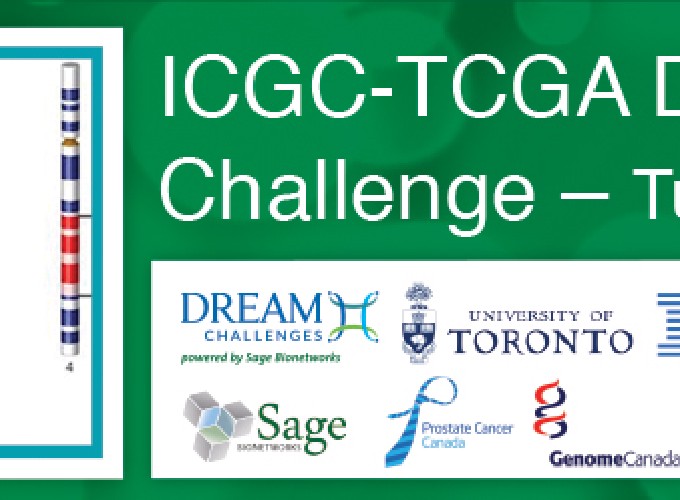 ICGC-TCGA D
Challenge – Tu
4
DREAM
CHALLENGES
powered by Sage Bionetworks
UNIVERSITY OF
TORONTO
Sage
BIONETWORKS
Prostate Cancer
Canada
GenomeCanada